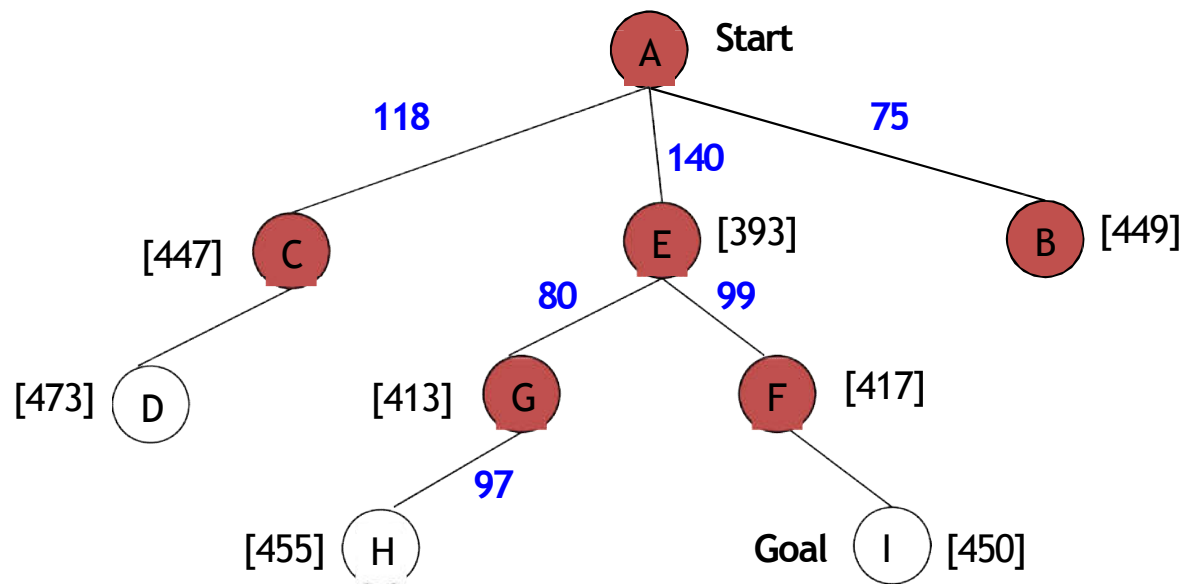 A Start
118
75
140
[447] C
E [393]
B [449]
80
99
[473] D
[413] G
F [417]
97
[455] H
Goal I [450]